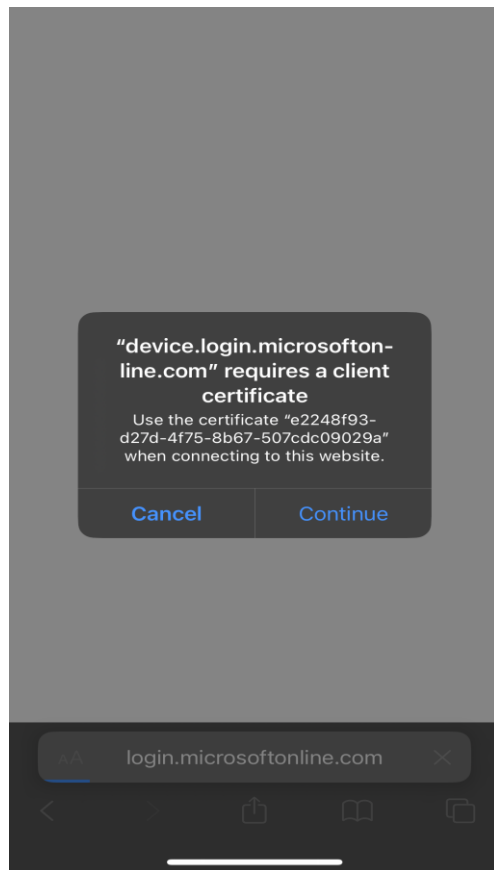 “device.login.microsofton-
line.com” requires a client
certificate
Use the certificate “e2248f93-
d27d-4f75-8b67-507cdc09029a”
when connecting to this website.
Cancel Continue
AA login.microsoftonline.com